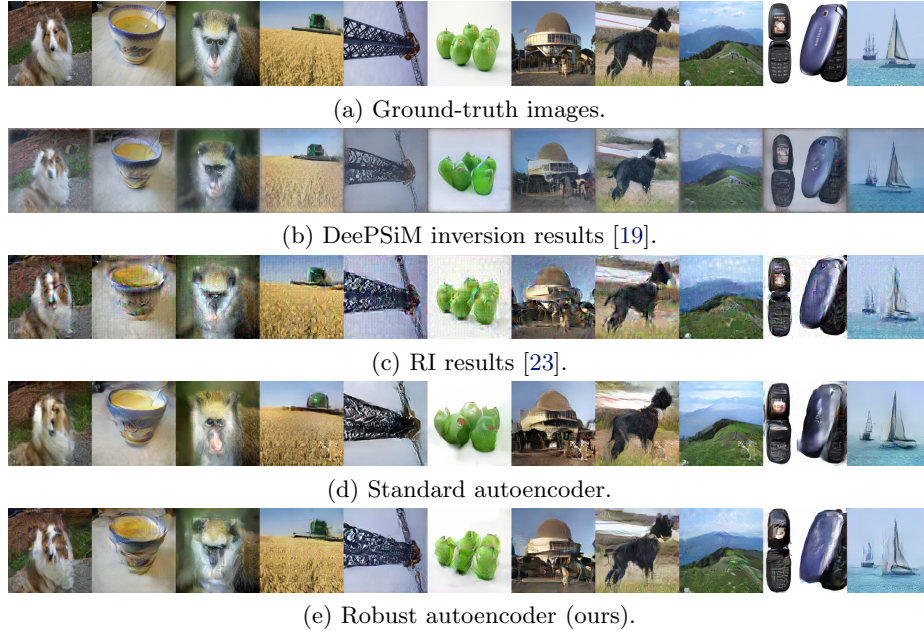 (a) Ground-truth images.
(b) DeePSiM inversion results [19].
(c) RI results [23].
(d) Standard autoencoder.
(e) Robust autoencoder (ours).